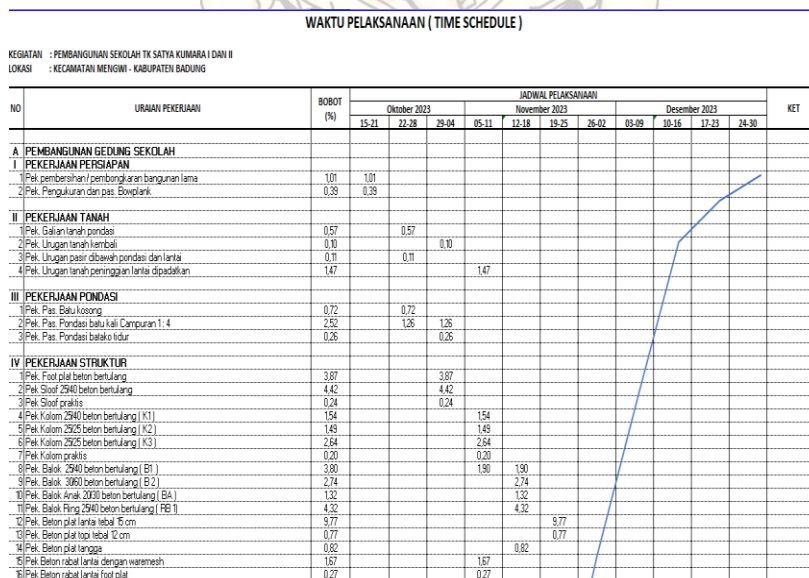 WAKTU PELAKSANAAN ( TIME SCHEDULE )
KEGIATAN : PEMBANGUNAN SEKOLAH TK SATYA KUMARA I DAN II
LOKASI : KECAMATAN MENGWI - KABUPATEN BADUNG
NO URAIAN PEKERJAAN BOBOT (%) JADWAL PELAKSANAAN KET
Oktober 2023 November 2023 Desember 2023
15-21 22-28 29-04 05-11 12-18 19-25 26-02 03-09 10-16 17-23 24-30
A PEMBANGUNAN GEDUNG SEKOLAH
I PEKERJAAN PERSIAPAN
1 Pek pembersihan / pembongkaran bangunan lama 1,01 1,01
2 Pek. Pengukuran dan pas. Bowplank 0,39 0,39
II PEKERJAAN TANAH
1 Pek. Galian tanah pondasi 0,57 0,57
2 Pek. Urugan tanah kembali 0,10 0,10
3 Pek. Urugan pasir dibawah pondasi dan lantai 0,11 0,11
4 Pek. Urugan tanah peninggian lantai dipadatkan 1,47 1,47
III PEKERJAAN PONDASI
1 Pek. Pas. Batu kosong 0,72 0,72
2 Pek. Pas. Pondasi batu kali Campuran 1 : 4 2,52 1,26 1,26
3 Pek. Pas. Pondasi batako tidur 0,26 0,26
IV PEKERJAAN STRUKTUR
1 Pek. Foot plat beton bertulang 3,87 3,87
2 Pek Sloof 25/40 beton bertulang 4,42 4,42
3 Pek Sloof praktis 0,24 0,24
4 Pek Kolom 25/40 beton bertulang ( K1 ) 1,54 1,54
5 Pek Kolom 25/25 beton bertulang ( K2 ) 1,49 1,49
6 Pek Kolom 25/25 beton bertulang ( K3 ) 2,64 2,64
7 Pek Kolom praktis 0,20 0,20
8 Pek. Balok 25/40 beton bertulang ( B1 ) 3,80 1,90 1,90
9 Pek. Balok 30/60 beton bertulang ( B 2 ) 2,74 2,74
10 Pek. Balok Anak 20/30 beton bertulang ( BA ) 1,32 1,32
11 Pek. Balok Ring 25/40 beton bertulang ( RB 1) 4,32 4,32
12 Pek. Beton plat lantai tebal 15 cm 9,77 9,77
13 Pek. Beton plat topi tebal 12 cm 0,77 0,77
14 Pek. Beton plat tangga 0,82 0,82
15 Pek Beton rabat lantai dengan waremesh 1,67 1,67
16 Pek Beton rabat lantai foot plat 0,27 0,27